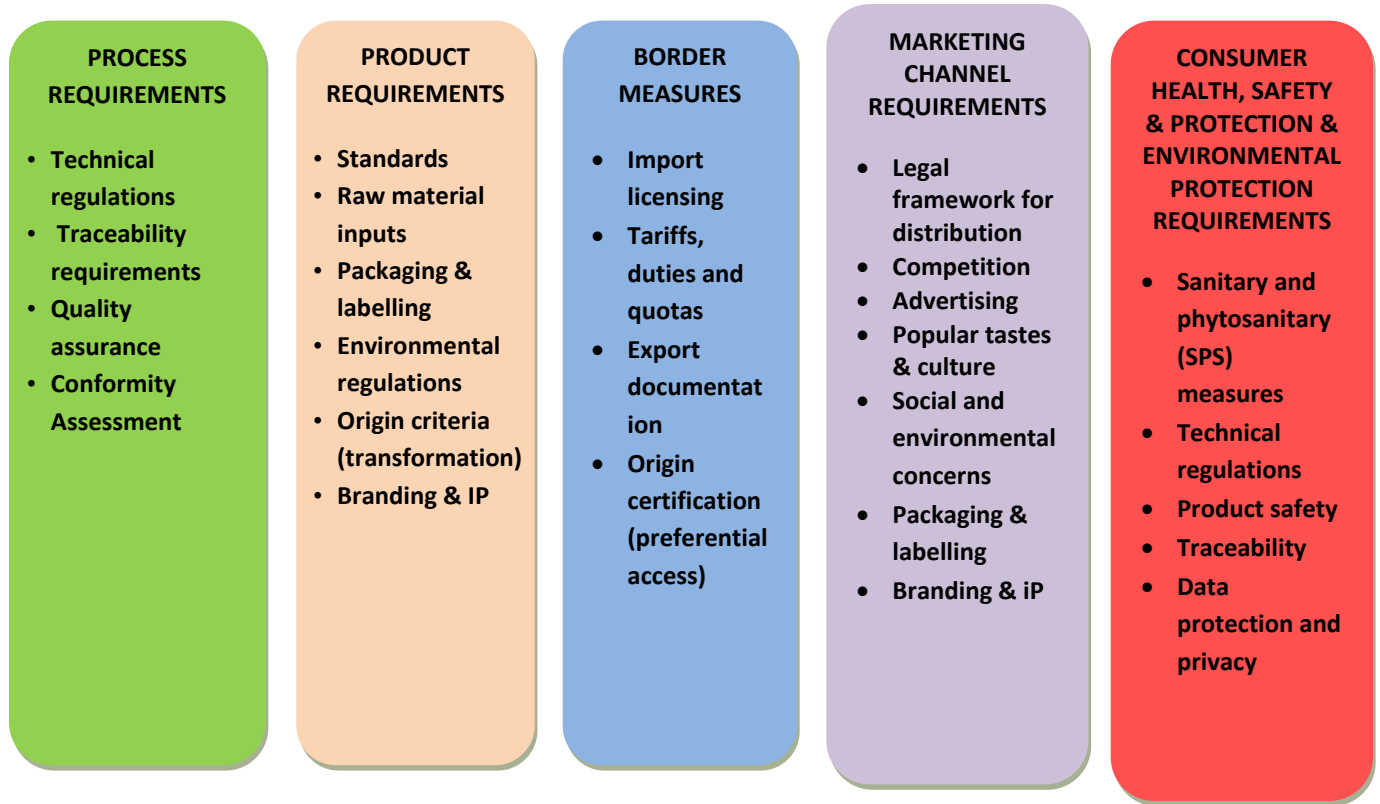 PROCESS
REQUIREMENTS
• Technical
regulations
• Traceability
requirements
• Quality
assurance
• Conformity
Assessment
PRODUCT
REQUIREMENTS
• Standards
• Raw material
inputs
• Packaging &
labelling
• Environmental
regulations
• Origin criteria
(transformation)
• Branding & IP
BORDER
MEASURES
• Import
licensing
• Tariffs,
duties and
quotas
• Export
documentat
ion
• Origin
certification
(preferential
access)
MARKETING
CHANNEL
REQUIREMENTS
• Legal
framework for
distribution
• Competition
• Advertising
• Popular tastes
& culture
• Social and
environmental
concerns
• Packaging &
labelling
• Branding & iP
CONSUMER
HEALTH, SAFETY
& PROTECTION &
ENVIRONMENTAL
PROTECTION
REQUIREMENTS
• Sanitary and
phytosanitary
(SPS)
measures
• Technical
regulations
• Product safety
• Traceability
• Data
protection and
privacy